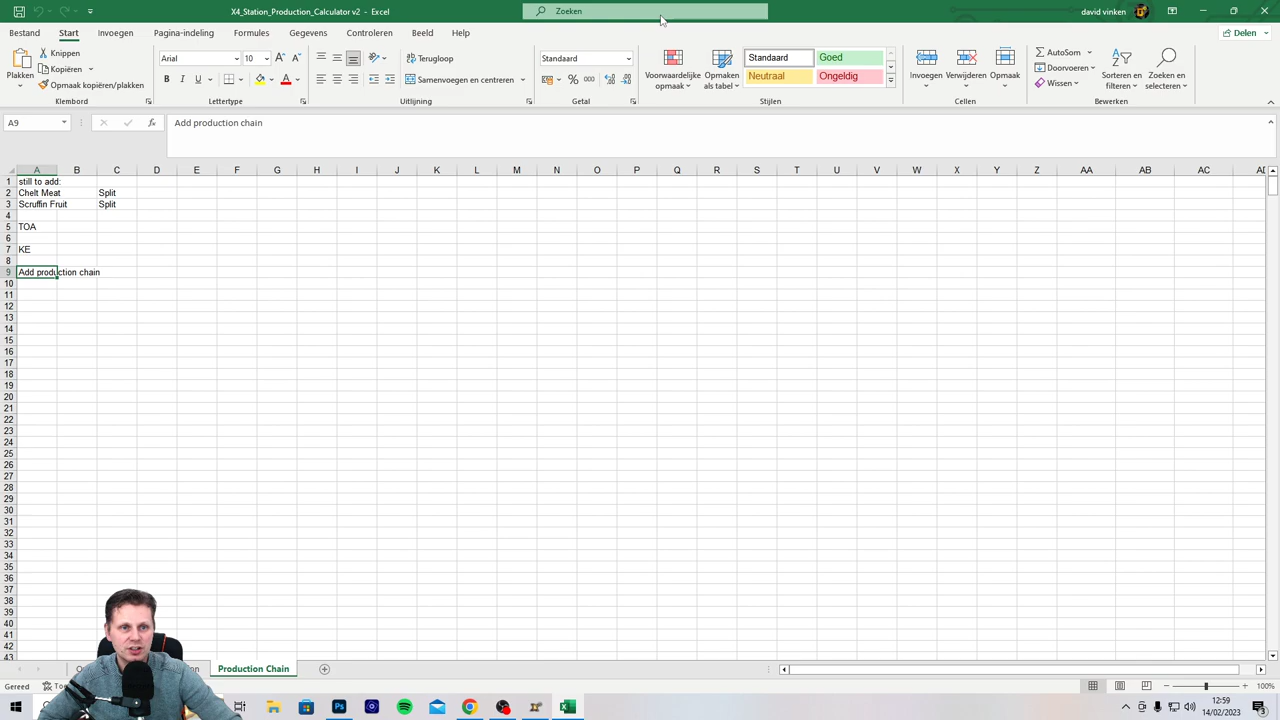 X4_Station_Production_Calculator v2 - Excel
Zoeken
david vinken
Bestand Start Invoegen Pagina-indeling Formules Gegevens Controleren Beeld Help
Delen
Plakken
Knippen
Kopiëren
Opmaak kopiëren/plakken
Klembord
Arial 10
B I U
Lettertype
Terugloop
Samenvoegen en centreren
Uitlijning
Standaard
% 000
Getal
Voorwaardelijke opmaak
Opmaken als tabel
Standaard Goed
Neutraal Ongeldig
Stijlen
Invoegen Verwijderen Opmaak
Cellen
AutoSom
Doorvoeren
Wissen
Sorteren en filteren
Zoeken en selecteren
Bewerken
A9 fx Add production chain
A B C D E F G H I J K L M N O P Q R S T U V W X Y Z AA AB AC AD
1 still to add:
2 Chelt Meat Split
3 Scruffin Fruit Split
4
5 TOA
6
7 KE
8
9 Add production chain
10
11
12
13
14
15
16
17
18
19
20
21
22
23
24
25
26
27
28
29
30
31
32
33
34
35
36
37
38
39
40
41
42
43
Production Chain
Gereed
100%
12:59
14/02/2023